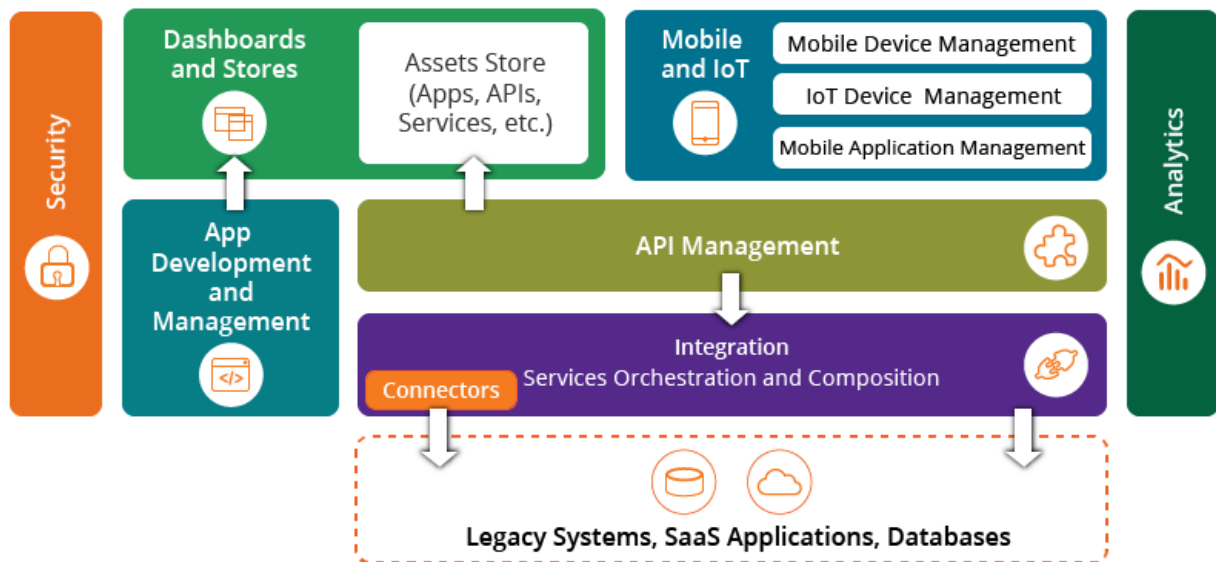 Security
Dashboards
and Stores
Assets Store
(Apps, APIs,
Services, etc.)
Mobile
and IoT
Mobile Device Management
IoT Device Management
Mobile Application Management
Analytics
App
Development
and
Management
</>
API Management
Integration
Services Orchestration and Composition
Connectors
Legacy Systems, SaaS Applications, Databases